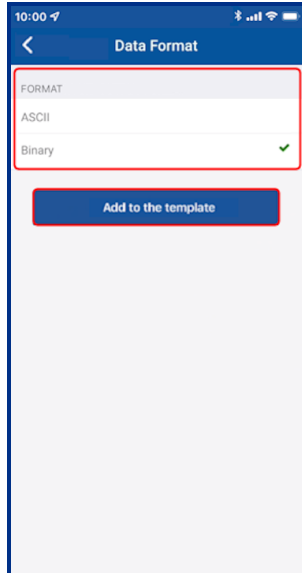 10:00
Data Format
FORMAT
ASCII
Binary
Add to the template